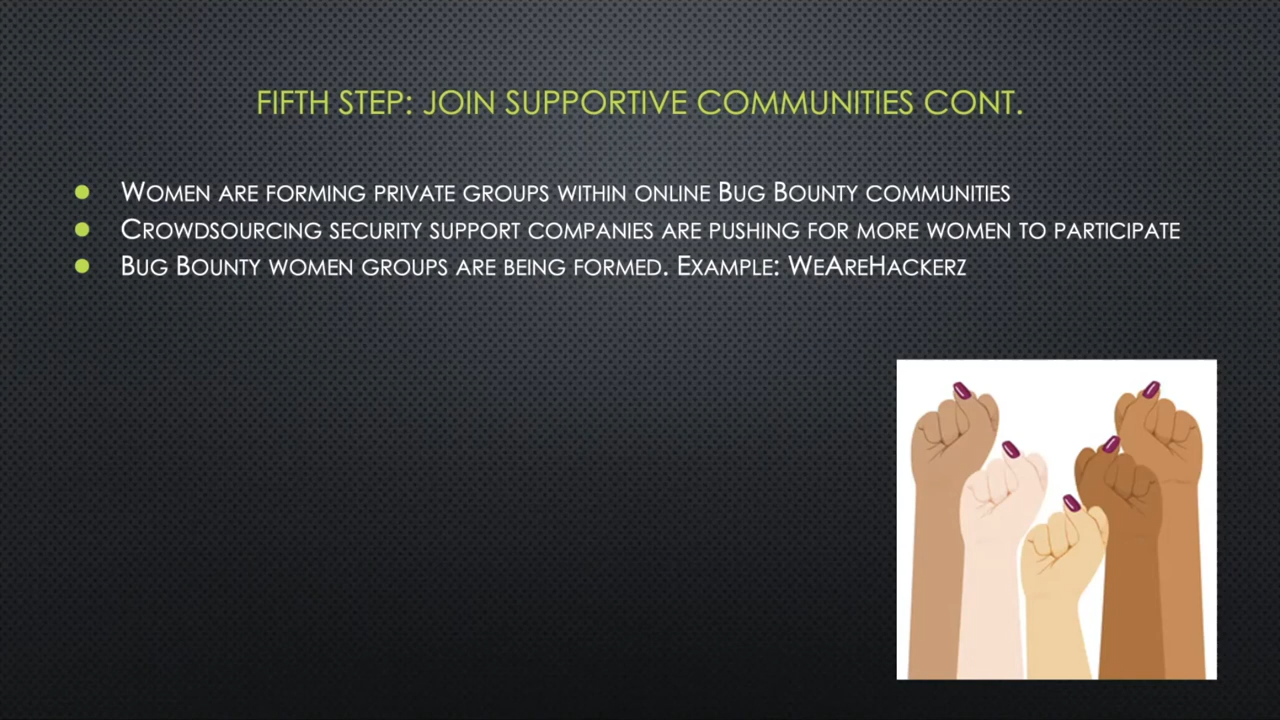 FIFTH STEP: JOIN SUPPORTIVE COMMUNITIES CONT.
WOMEN ARE FORMING PRIVATE GROUPS WITHIN ONLINE BUG BOUNTY COMMUNITIES
CROWDSOURCING SECURITY SUPPORT COMPANIES ARE PUSHING FOR MORE WOMEN TO PARTICIPATE
BUG BOUNTY WOMEN GROUPS ARE BEING FORMED. EXAMPLE: WEAREHACKERZ